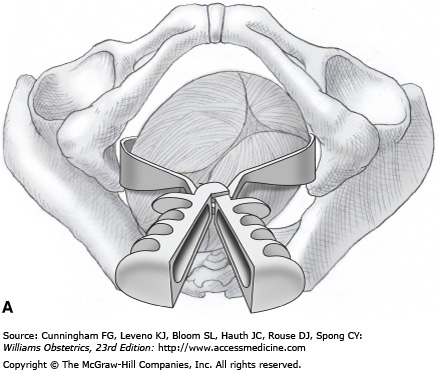 A
Source: Cunningham FG, Leveno KJ, Bloom SL, Hauth JC, Rouse DJ, Spong CY:
Williams Obstetrics, 23rd Edition: http://www.accessmedicine.com
Copyright © The McGraw-Hill Companies, Inc. All rights reserved.